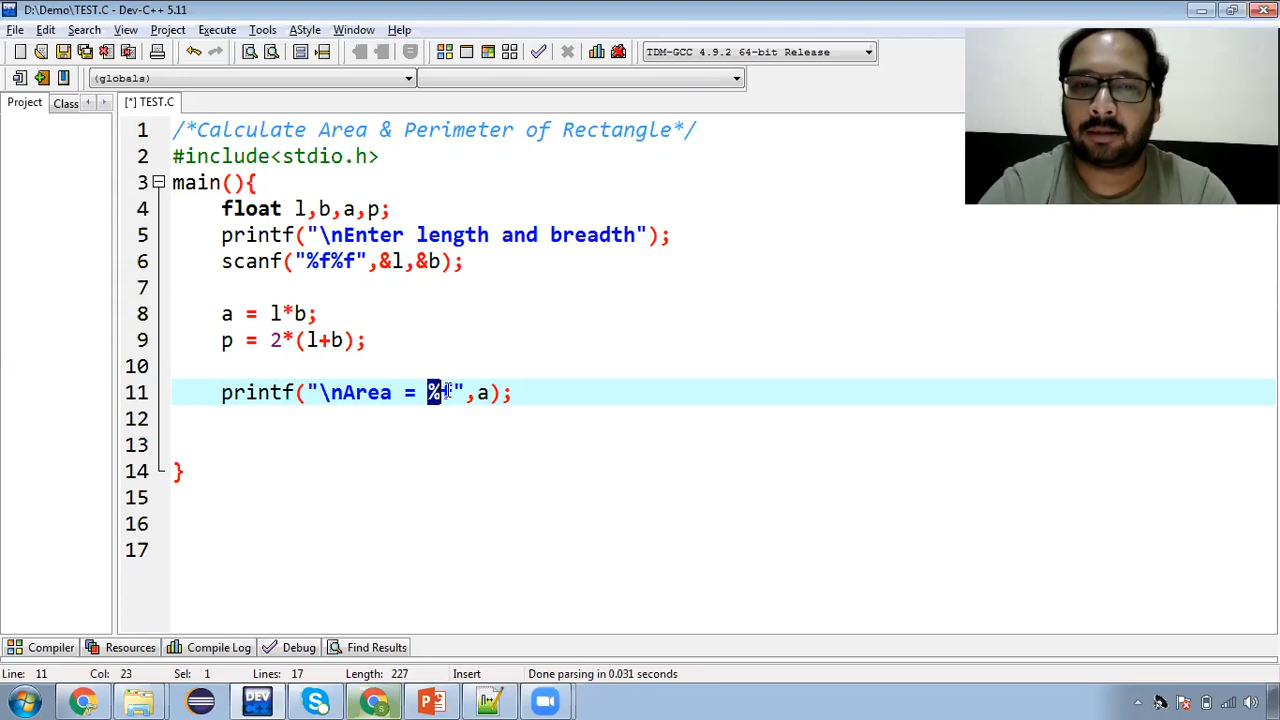 D:\Demo\TEST.C - Dev-C++ 5.11
File Edit Search View Project Execute Tools AStyle Window Help
TDM-GCC 4.9.2 64-bit Release
(globals)
Project Class [*] TEST.C
1 /*Calculate Area & Perimeter of Rectangle*/
2 #include<stdio.h>
3 main(){
4 float l,b,a,p;
5 printf("\nEnter length and breadth");
6 scanf("%f%f",&l,&b);
7
8 a = l*b;
9 p = 2*(l+b);
10
11 printf("\nArea = %f",a);
12
13
14 }
15
16
17
Compiler Resources Compile Log Debug Find Results
Line: 11 Col: 23 Sel: 1 Lines: 17 Length: 227 Insert Done parsing in 0.031 seconds
DEV